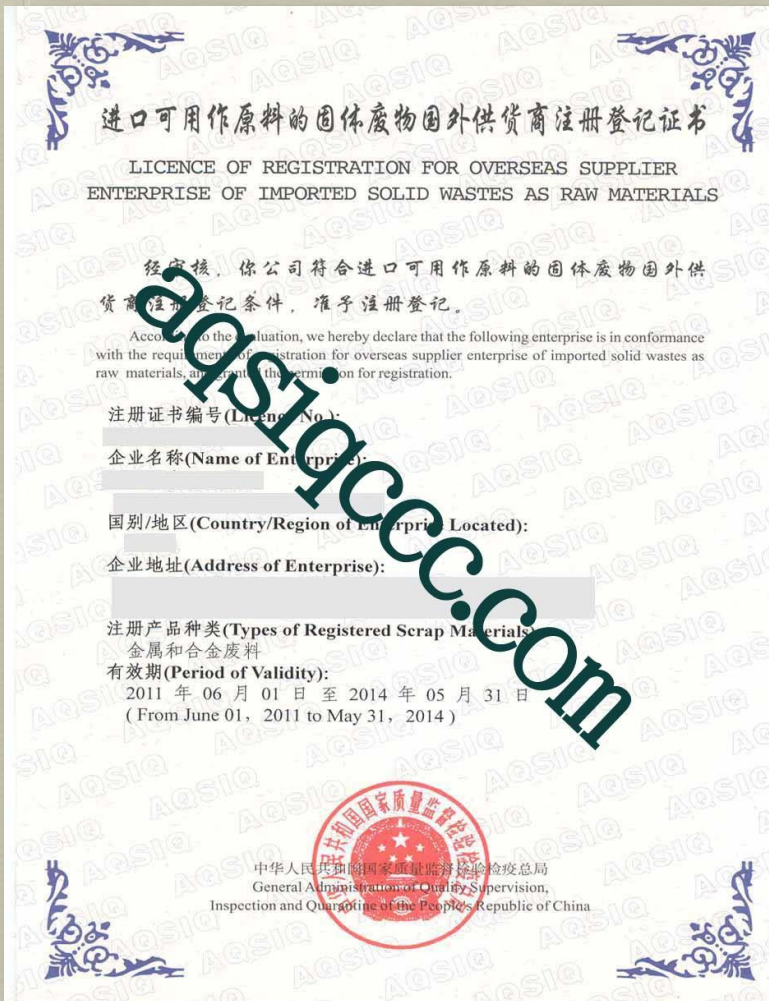 进口可用作原料的固体废物国外供货商注册登记证书
LICENCE OF REGISTRATION FOR OVERSEAS SUPPLIER
ENTERPRISE OF IMPORTED SOLID WASTES AS RAW MATERIALS
经审核，你公司符合进口可用作原料的固体废物国外供
货商注册登记条件，准予注册登记。
to the evaluation, we hereby declare that the following enterprise is in conformance
with the requirements of registration for overseas supplier enterprise of imported solid wastes as
raw materials, and granted the permission for registration.
注册证书编号(Licence No.):
企业名称(Name of Enterprise):
国别/地区(Country/Region of Enterprise Located):
企业地址(Address of Enterprise):
注册产品种类(Types of Registered Scrap Materials
金属和合金废料
有效期(Period of Validity):
2011 年 06 月 01 日 至 2014 年 05 月 31 日
( From June 01, 2011 to May 31, 2014 )
中华人民共和国国家质量监督检验检疫总局
General Administration of Quality Supervision,
Inspection and Quarantine of the People's Republic of China
aqsiqccc.com
AQSIQ